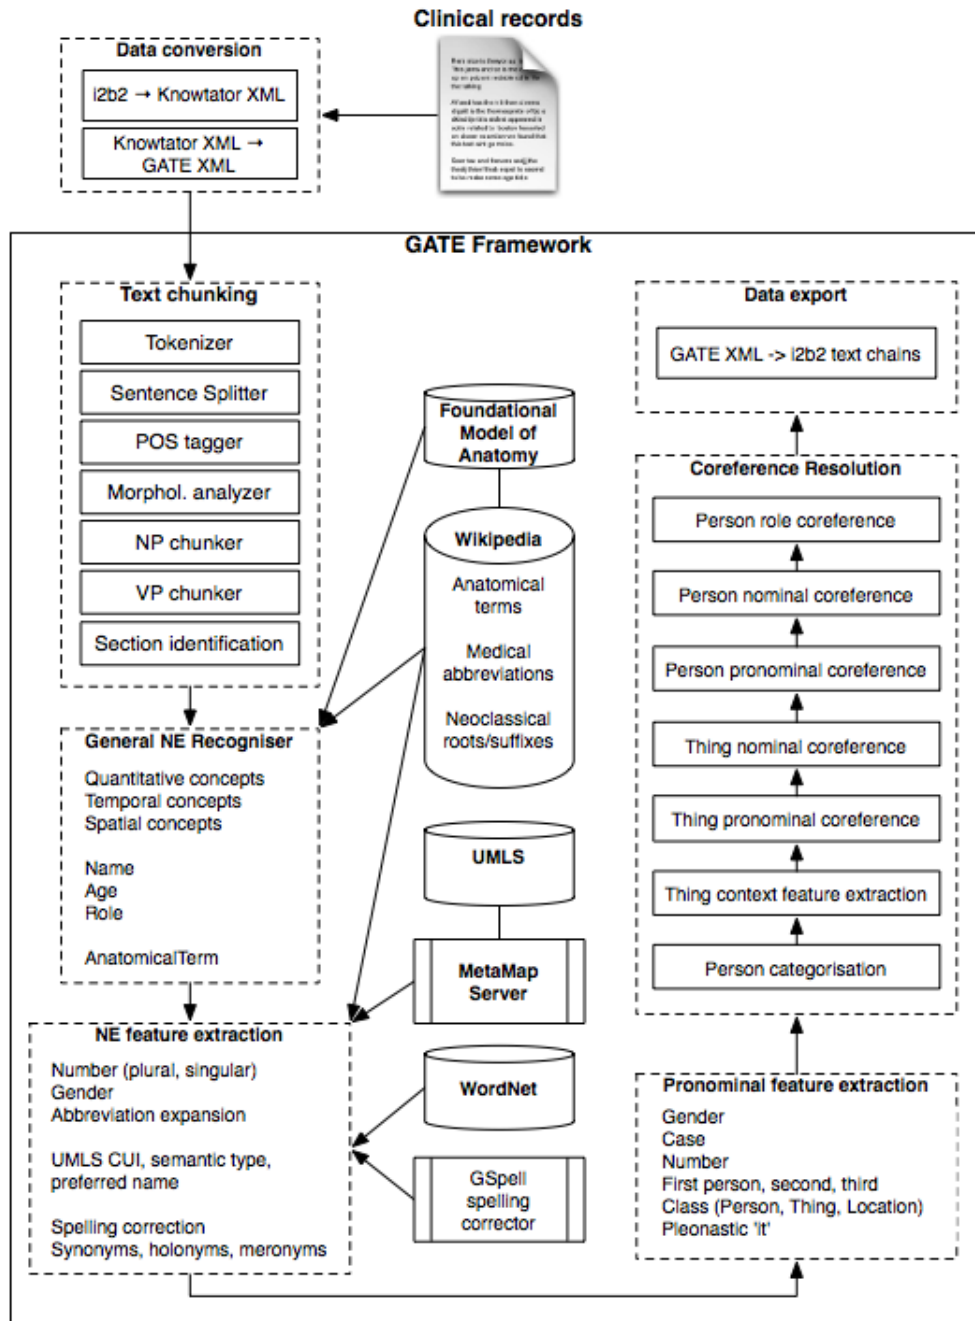 Clinical records
Data conversion
i2b2 → Knowtator XML
Knowtator XML →
GATE XML
GATE Framework
Text chunking
Tokenizer
Sentence Splitter
POS tagger
Morphol. analyzer
NP chunker
VP chunker
Section identification
General NE Recogniser
Quantitative concepts
Temporal concepts
Spatial concepts
Name
Age
Role
AnatomicalTerm
NE feature extraction
Number (plural, singular)
Gender
Abbreviation expansion
UMLS CUI, semantic type,
preferred name
Spelling correction
Synonyms, holonyms, meronyms
Foundational
Model of
Anatomy
Wikipedia
Anatomical
terms
Medical
abbreviations
Neoclassical
roots/suffixes
UMLS
MetaMap
Server
WordNet
GSpell
spelling
corrector
Data export
GATE XML -> i2b2 text chains
Coreference Resolution
Person role coreference
Person nominal coreference
Person pronominal coreference
Thing nominal coreference
Thing pronominal coreference
Thing context feature extraction
Person categorisation
Pronominal feature extraction
Gender
Case
Number
First person, second, third
Class (Person, Thing, Location)
Pleonastic 'it'